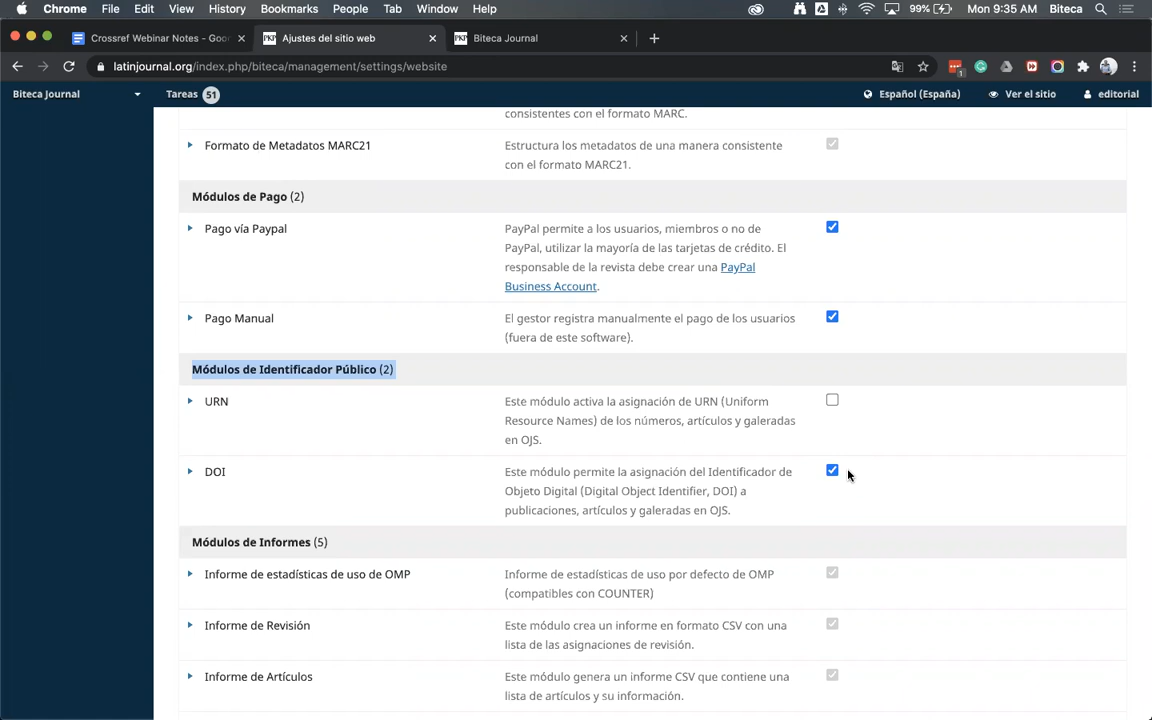 Chrome File Edit View History Bookmarks People Tab Window Help 99% Mon 9:35 AM Biteca
Crossref Webinar Notes - Goo
Ajustes del sitio web
Biteca Journal
latinjournal.org/index.php/biteca/management/settings/website
Biteca Journal Tareas 51 Español (España) Ver el sitio editorial
consistentes con el formato MARC.
Formato de Metadatos MARC21
Estructura los metadatos de una manera consistente
con el formato MARC21.
Módulos de Pago (2)
Pago vía Paypal
PayPal permite a los usuarios, miembros o no de
PayPal, utilizar la mayoría de las tarjetas de crédito. El
responsable de la revista debe crear una PayPal
Business Account.
Pago Manual
El gestor registra manualmente el pago de los usuarios
(fuera de este software).
Módulos de Identificador Público (2)
URN
Este módulo activa la asignación de URN (Uniform
Resource Names) de los números, artículos y galeradas
en OJS.
DOI
Este módulo permite la asignación del Identificador de
Objeto Digital (Digital Object Identifier, DOI) a
publicaciones, artículos y galeradas en OJS.
Módulos de Informes (5)
Informe de estadísticas de uso de OMP
Informe de estadísticas de uso por defecto de OMP
(compatibles con COUNTER)
Informe de Revisión
Este módulo crea un informe en formato CSV con una
lista de las asignaciones de revisión.
Informe de Artículos
Este módulo genera un informe CSV que contiene una
lista de artículos y su información.